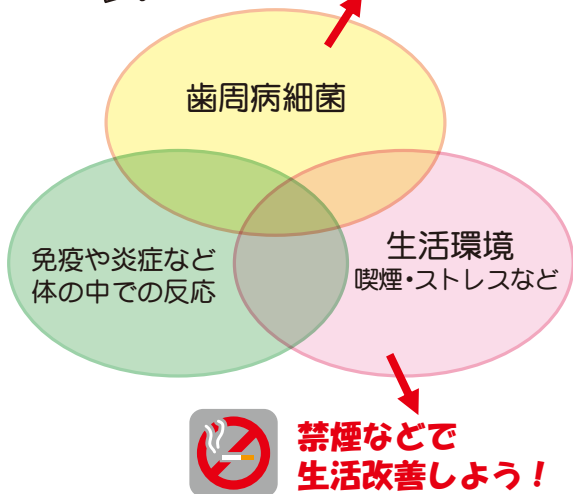 歯周病細菌
免疫や炎症など
体の中での反応
生活環境
喫煙・ストレスなど
禁煙などで
生活改善しよう！